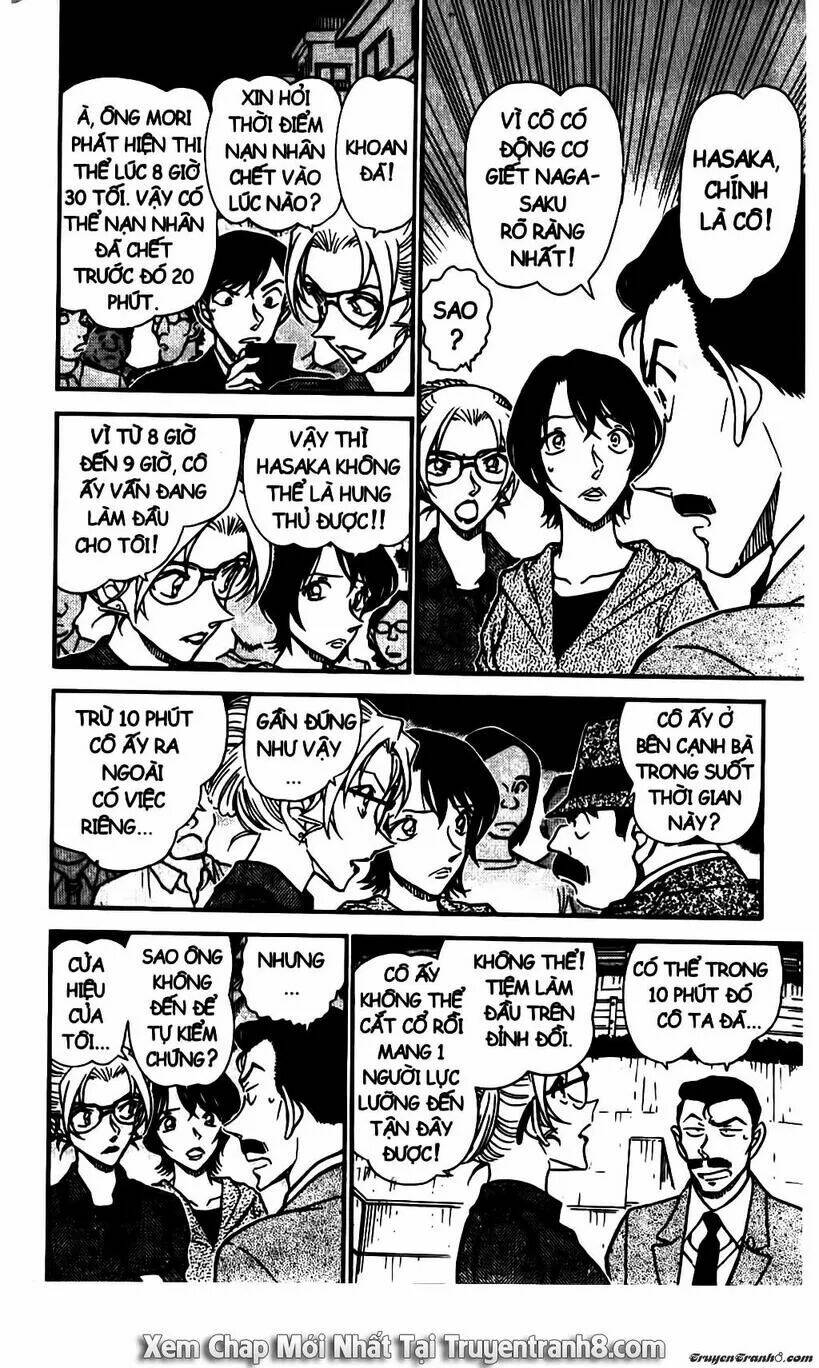 HASAKA,
CHÍNH
LÀ CÔ!
VÌ CÔ CÓ
ĐỘNG CƠ
GIẾT NAGA-
SAKU
RÕ RÀNG
NHẤT!
SAO
?
KHOAN
ĐÃ!
XIN HỎI
THỜI ĐIỂM
NẠN NHÂN
CHẾT VÀO
LÚC NÀO?
À, ÔNG MORI
PHÁT HIỆN THI
THỂ LÚC 8 GIỜ
30 TỐI. VẬY CÓ
THỂ NẠN NHÂN
ĐÃ CHẾT
TRƯỚC ĐÓ 20
PHÚT.
VẬY THÌ
HASAKA KHÔNG
THỂ LÀ HUNG
THỦ ĐƯỢC!!
VÌ TỪ 8 GIỜ
ĐẾN 9 GIỜ, CÔ
ẤY VẪN ĐANG
LÀM ĐẦU
CHO TÔI!
CÔ ẤY Ở
BÊN CẠNH BÀ
TRONG SUỐT
THỜI GIAN
NÀY?
GẦN ĐÚNG
NHƯ VẬY
...
TRỪ 10 PHÚT
CÔ ẤY RA
NGOÀI
CÓ VIỆC
RIÊNG...
CÓ THỂ TRONG
10 PHÚT ĐÓ
CÔ TA ĐÃ...
KHÔNG THỂ!
TIỆM LÀM
ĐẦU TRÊN
ĐỈNH ĐỒI.
CÔ ẤY
KHÔNG THỂ
CẮT CỔ RỒI
MANG 1
NGƯỜI LỰC
LƯỠNG ĐẾN
TẬN ĐÂY
ĐƯỢC!
NHƯNG
...
SAO ÔNG
KHÔNG
ĐẾN ĐỂ
TỰ KIỂM
CHỨNG?
CỬA
HIỆU
CỦA
TÔI...
Xem Chap Mới Nhất Tại Truyentranh8.com
TruyenTranh8.com